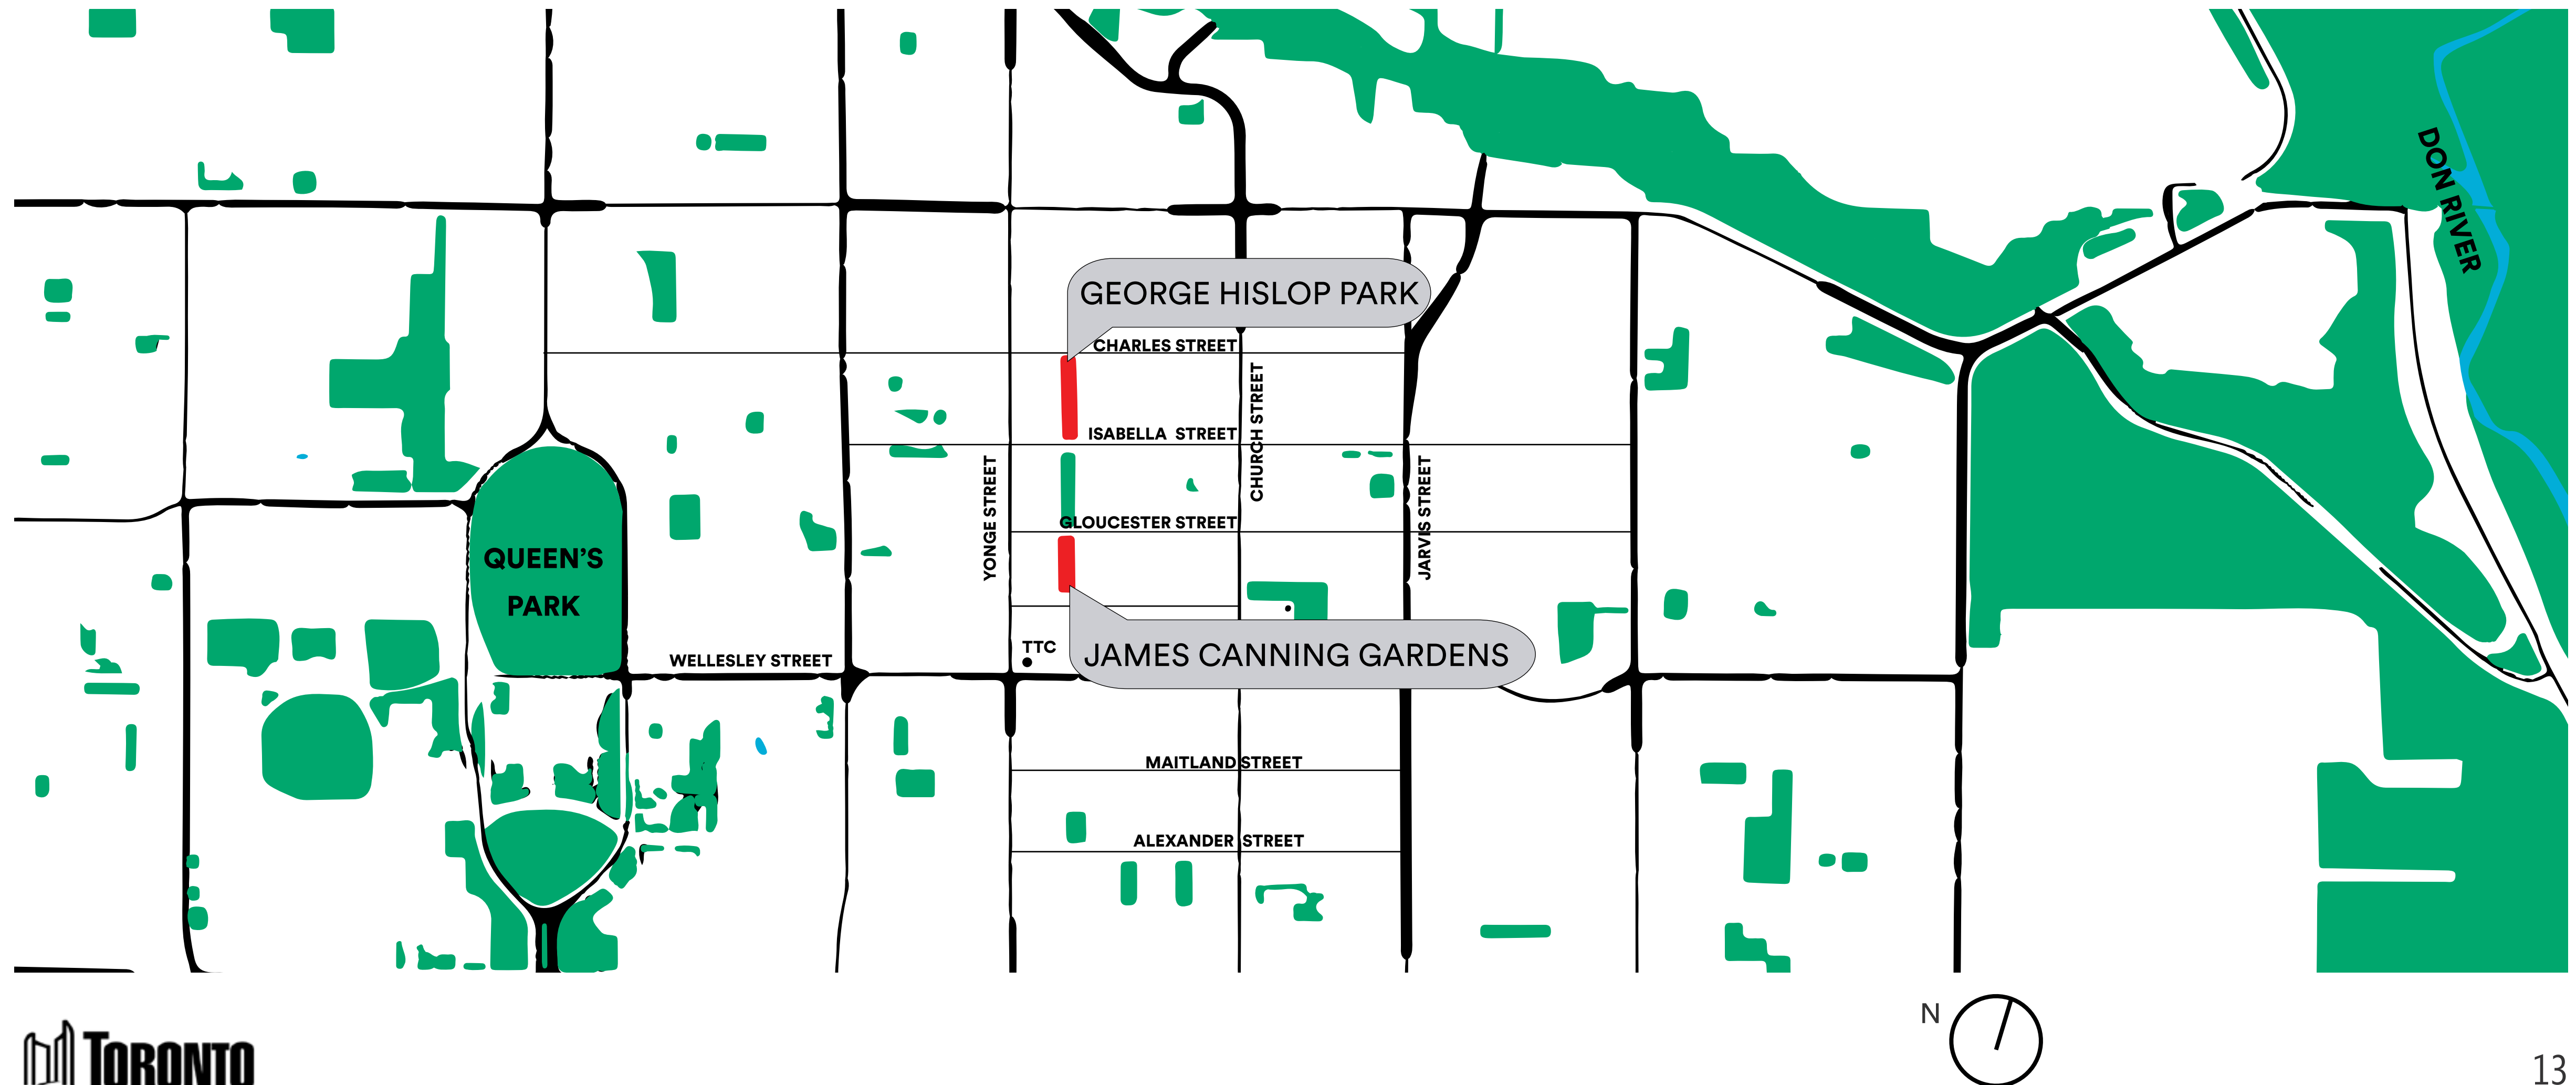 DON RIVER
GEORGE HISLOP PARK
CHARLES STREET
CHURCH STREET
ISABELLA STREET
YONGE STREET
JARVIS STREET
GLOUCESTER STREET
QUEEN'S
PARK
TTC
WELLESLEY STREET
JAMES CANNING GARDENS
MAITLAND STREET
ALEXANDER STREET
N
TORONTO
13